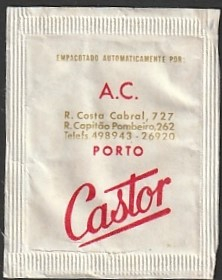 EMPACOTADO AUTOMATICAMENTE POR:
A.C.
R. Costa Cabral, 727
R. Capitão Pombeiro, 262
Telefs. 498943 - 26920
PORTO
Castor